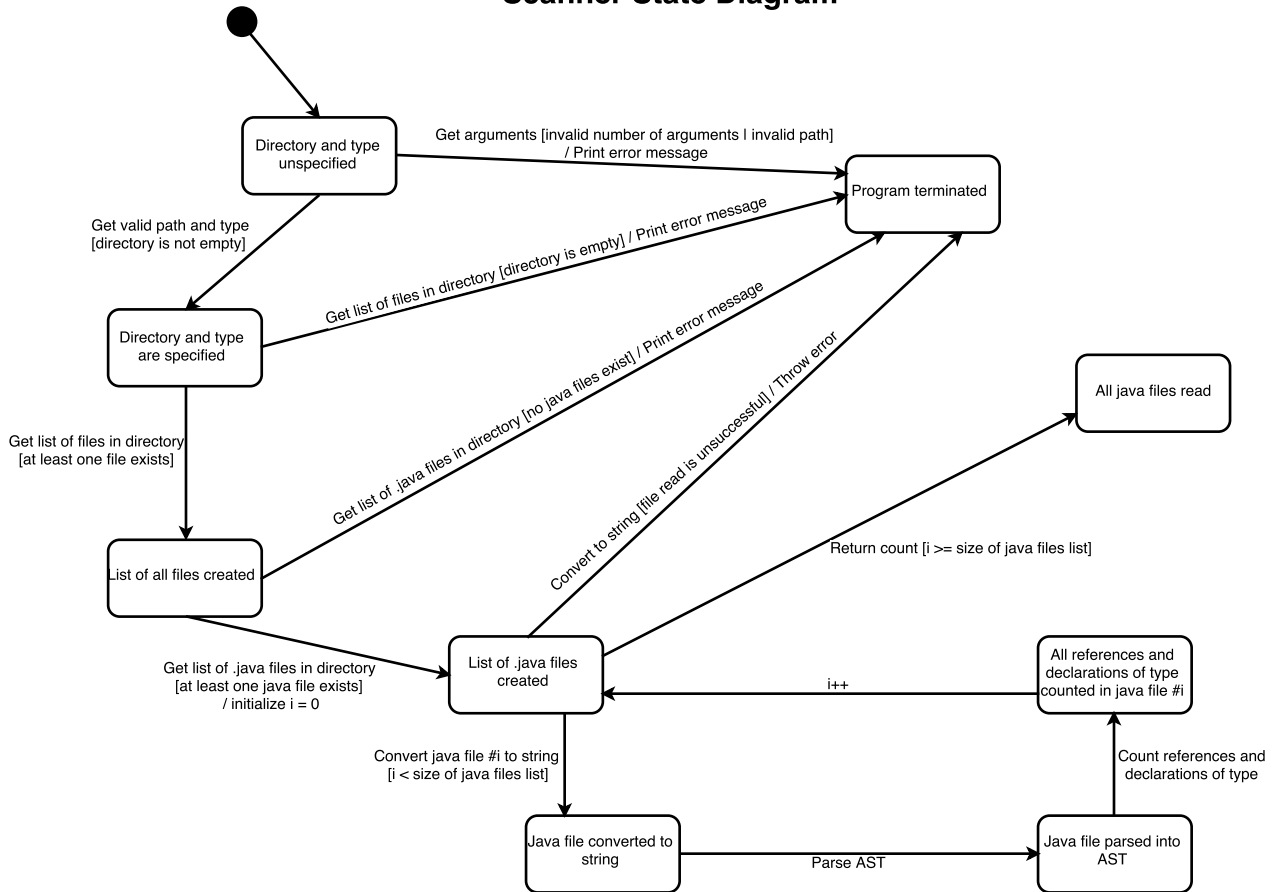 Scanner State Diagram
Directory and type
unspecified
Get arguments [invalid number of arguments | invalid path]
/ Print error message
Program terminated
Get valid path and type
[directory is not empty]
Get list of files in directory [directory is empty] / Print error message
Directory and type
are specified
Get list of .java files in directory [no java files exist] / Print error message
Convert to string [file read is unsuccessful] / Throw error
All java files read
Get list of files in directory
[at least one file exists]
Return count [i >= size of java files list]
List of all files created
Get list of .java files in directory
[at least one java file exists]
/ initialize i = 0
List of .java files
created
i++
All references and
declarations of type
counted in java file #i
Convert java file #i to string
[i < size of java files list]
Count references and
declarations of type
Java file converted to
string
Parse AST
Java file parsed into
AST